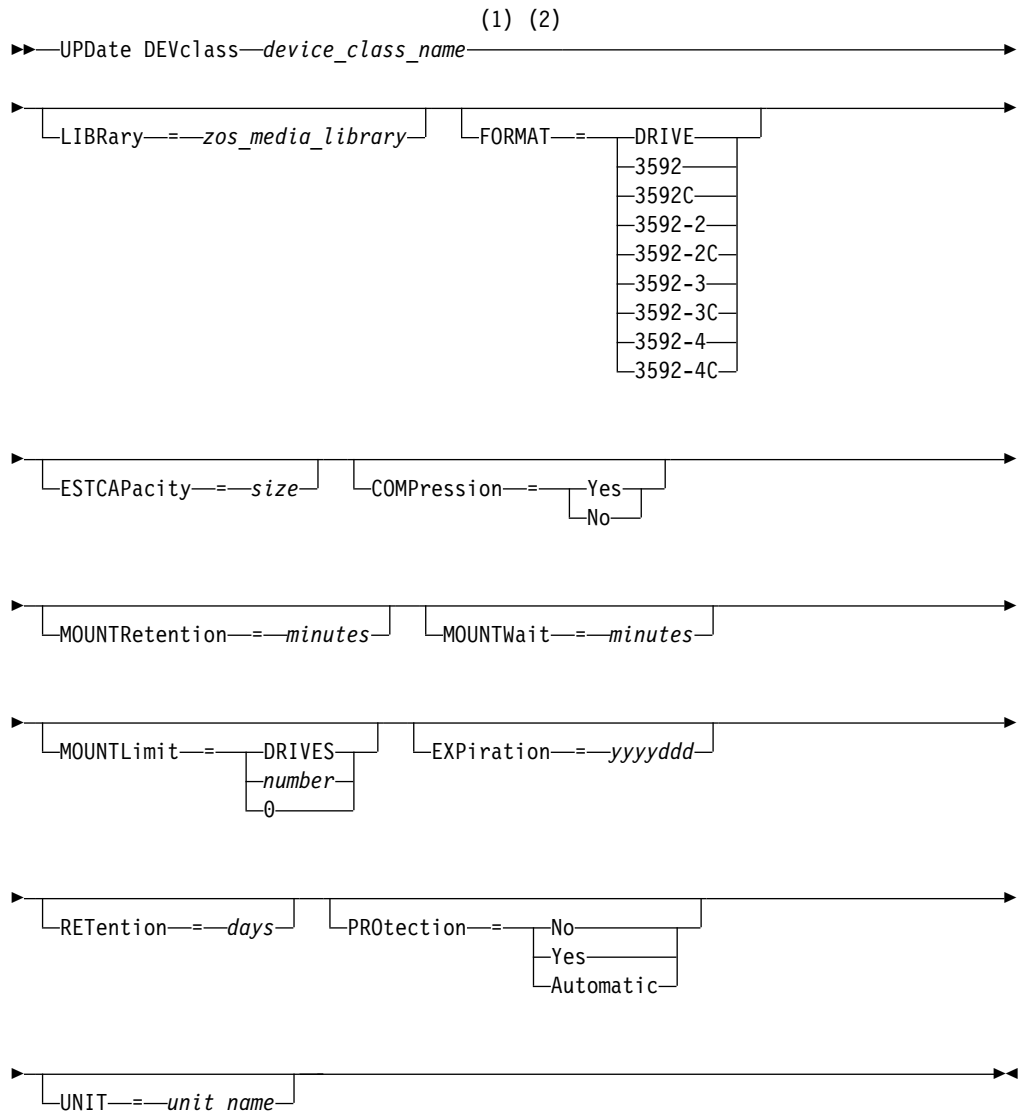 (1) (2)
UPDate DEVclass device_class_name
LIBRary = zos_media_library FORMAT = DRIVE
3592
3592C
3592-2
3592-2C
3592-3
3592-3C
3592-4
3592-4C
ESTCAPacity = size COMPression = Yes
No
MOUNTRetention = minutes MOUNTWait = minutes
MOUNTLimit = DRIVES EXPiration = yyyyddd
number
0
RETention = days PROtection = No
Yes
Automatic
UNIT = unit_name